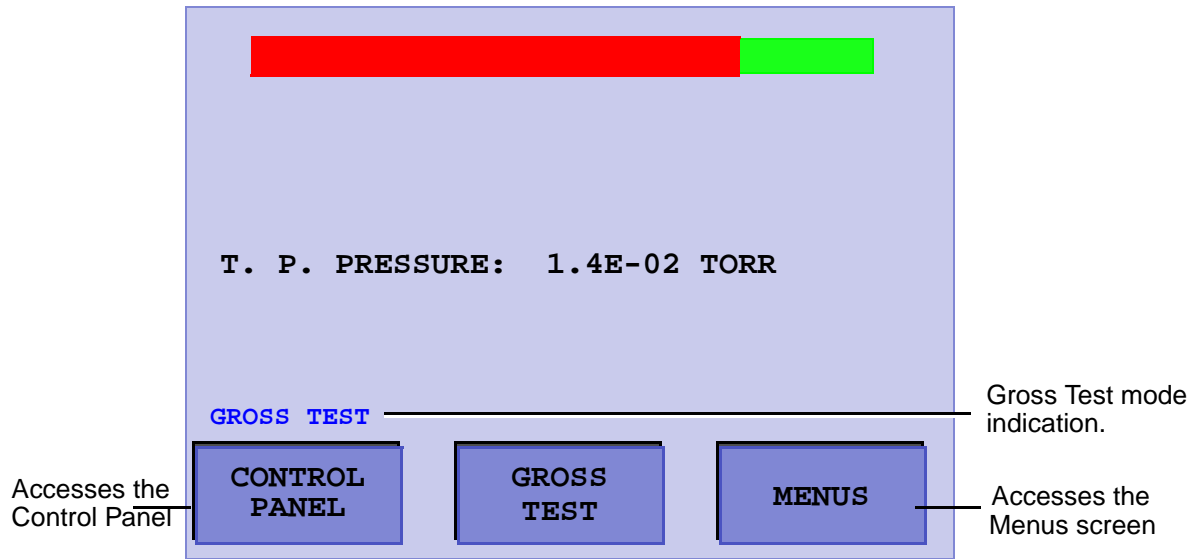 T. P. PRESSURE: 1.4E-02 TORR
GROSS TEST
Gross Test mode
indication.
CONTROL
PANEL
GROSS
TEST
MENUS
Accesses the
Control Panel
Accesses the
Menus screen